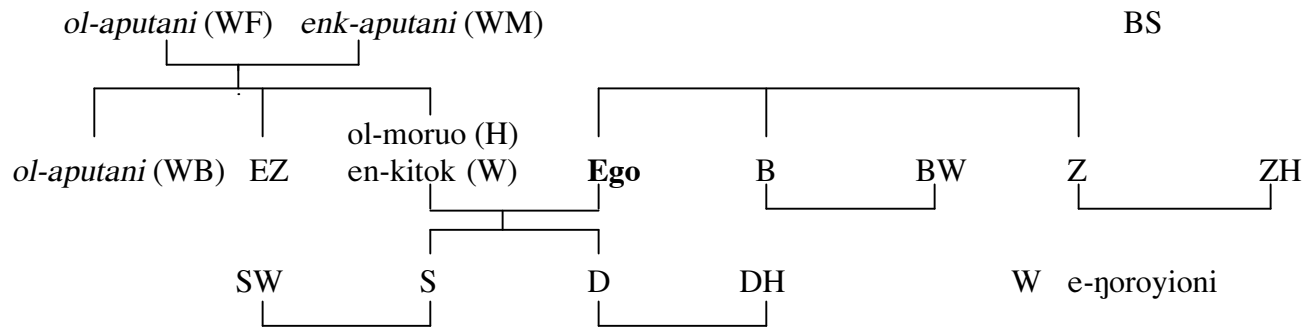 ol-aputani (WF) enk-aputani (WM) BS
ol-moruo (H)
ol-aputani (WB) EZ en-kitok (W) Ego B BW Z ZH
SW S D DH W e-ŋoroyioni